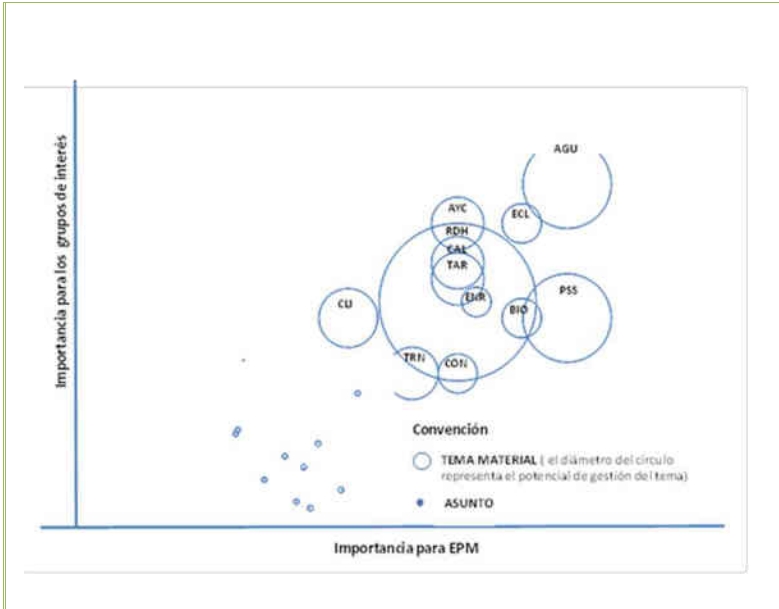 AGU
AYC
ECL
RDH
CAL
TAR
ENR
PSS
CLI
BIO
TRN
CON
Importancia para los grupos de interés
Convención
TEMA MATERIAL ( el diámetro del círculo
representa el potencial de gestión del tema)
ASUNTO
Importancia para EPM